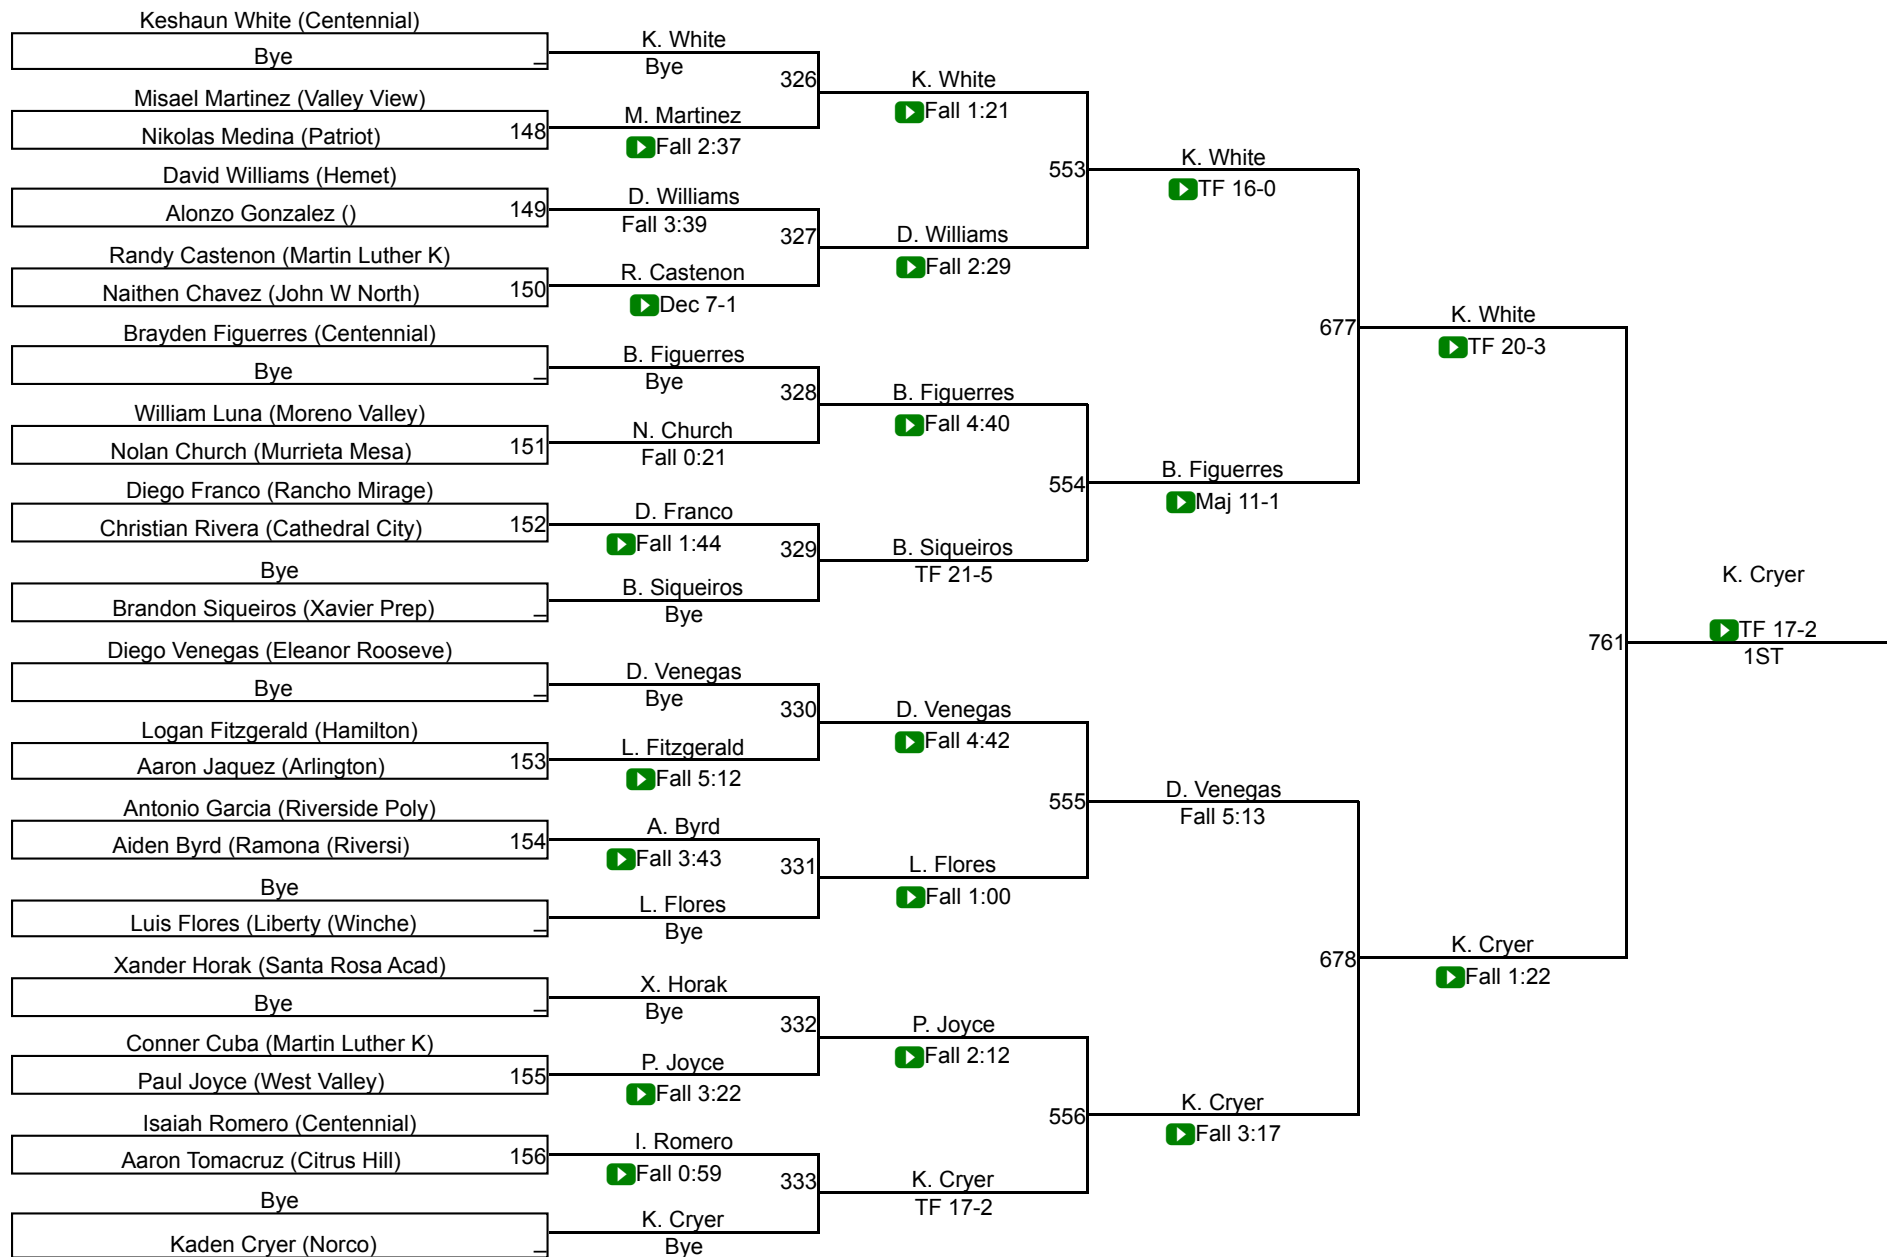 Keshaun White (Centennial)
Bye
Misael Martinez (Valley View)
Nikolas Medina (Patriot) 148
David Williams (Hemet)
Alonzo Gonzalez () 149
Randy Castenon (Martin Luther K)
Naithen Chavez (John W North) 150
Brayden Figuerres (Centennial)
Bye
William Luna (Moreno Valley)
Nolan Church (Murrieta Mesa) 151
Diego Franco (Rancho Mirage)
Christian Rivera (Cathedral City) 152
Bye
Brandon Siqueiros (Xavier Prep)
Diego Venegas (Eleanor Rooseve)
Bye
Logan Fitzgerald (Hamilton)
Aaron Jaquez (Arlington) 153
Antonio Garcia (Riverside Poly)
Aiden Byrd (Ramona (Riversi) 154
Bye
Luis Flores (Liberty (Winche)
Xander Horak (Santa Rosa Acad)
Bye
Conner Cuba (Martin Luther K)
Paul Joyce (West Valley) 155
Isaiah Romero (Centennial)
Aaron Tomacruz (Citrus Hill) 156
Bye
Kaden Cryer (Norco)
K. White
Bye
326
M. Martinez
Fall 2:37
D. Williams
Fall 3:39
327
R. Castenon
Dec 7-1
B. Figuerres
Bye
328
N. Church
Fall 0:21
D. Franco
Fall 1:44
329
B. Siqueiros
Bye
D. Venegas
Bye
330
L. Fitzgerald
Fall 5:12
A. Byrd
Fall 3:43
331
L. Flores
Bye
X. Horak
Bye
332
P. Joyce
Fall 3:22
I. Romero
Fall 0:59
333
K. Cryer
Bye
K. White
Fall 1:21
553
D. Williams
Fall 2:29
B. Figuerres
Fall 4:40
554
B. Siqueiros
TF 21-5
D. Venegas
Fall 4:42
555
L. Flores
Fall 1:00
P. Joyce
Fall 2:12
556
K. Cryer
TF 17-2
K. White
TF 16-0
677
B. Figuerres
Maj 11-1
D. Venegas
Fall 5:13
678
K. Cryer
Fall 3:17
K. White
TF 20-3
761
K. Cryer
Fall 1:22
K. Cryer
TF 17-2
1ST